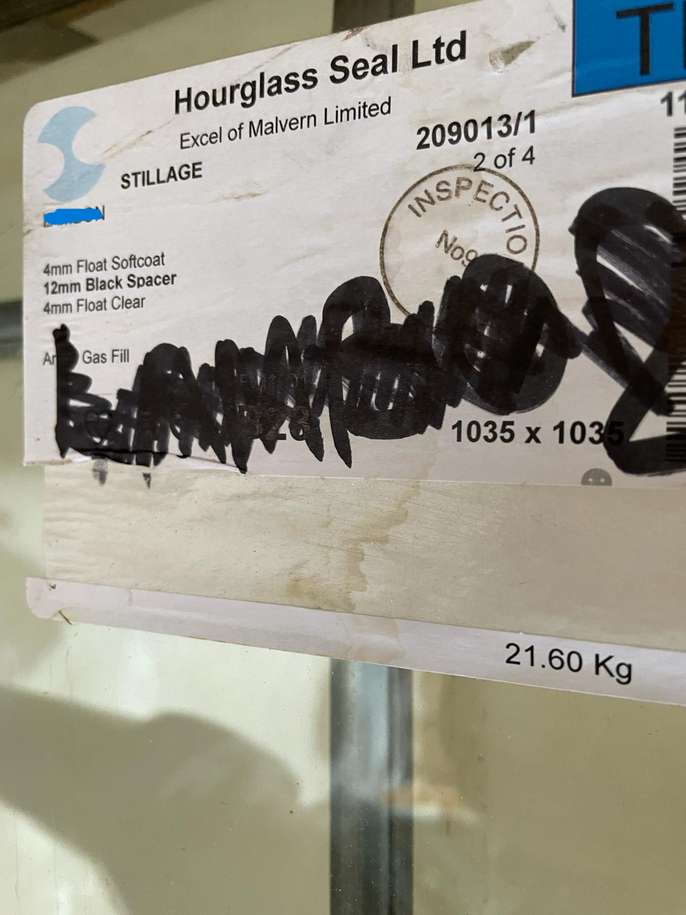 Hourglass Seal Ltd
Excel of Malvern Limited
209013/1
2 of 4
STILLAGE
INSPECTIO
No9
4mm Float Softcoat
12mm Black Spacer
4mm Float Clear
Gas Fill
1035 x 1035
21.60 Kg